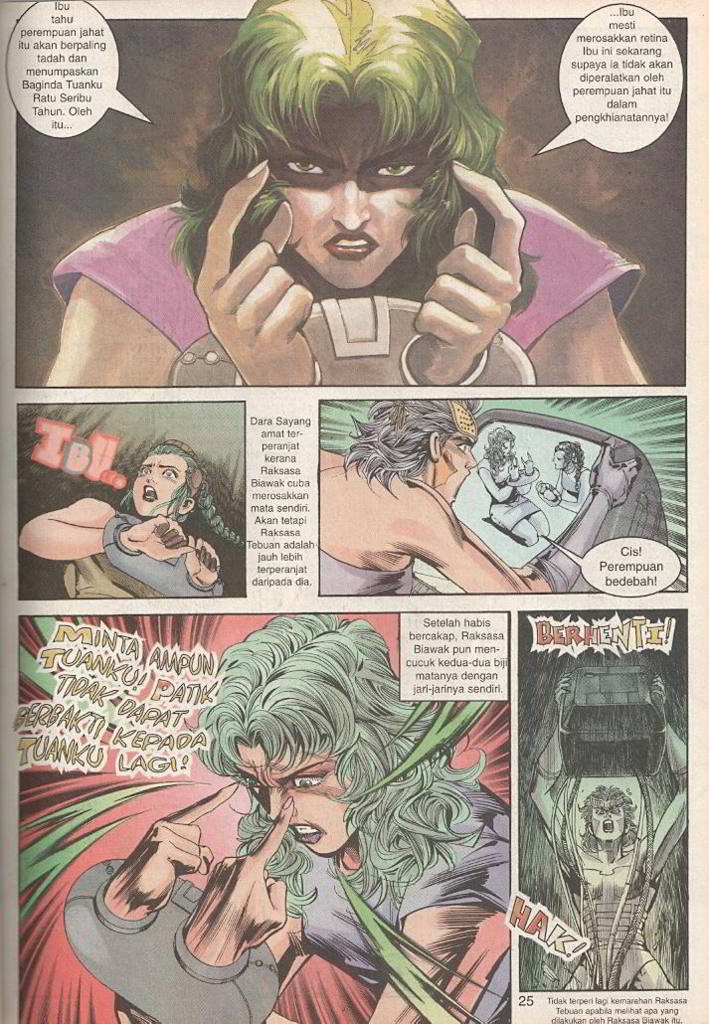 Ibu
tahu
perempuan jahat
itu akan berpaling
tadah dan
menumpaskan
Baginda Tuanku
Ratu Seribu
Tahun. Oleh
itu...
...Ibu
mesti
merosakkan retina
Ibu ini sekarang
supaya ia tidak akan
diperalatkan oleh
perempuan jahat itu
dalam
pengkhianatannya!
IBU...
Dara Sayang
amat ter-
peranjat
kerana
Raksasa
Biawak cuba
merosakkan
mata sendiri.
Akan tetapi
Raksasa
Tebuan adalah
jauh lebih
terperanjat
daripada dia.
Cis!
Perempuan
bedebah!
MINTA AMPUN
TUANKU! PATIK
TIDAK DAPAT
BERBAKTI KEPADA
TUANKU LAGI!
Setelah habis
bercakap, Raksasa
Biawak pun men-
cucuk kedua-dua biji
matanya dengan
jari-jarinya sendiri.
BERHENTI!
HAK!
25
Tidak terperi lagi kemarahan Raksasa
Tebuan apabila melihat apa yang
dilakukan oleh Raksasa Biawak itu.